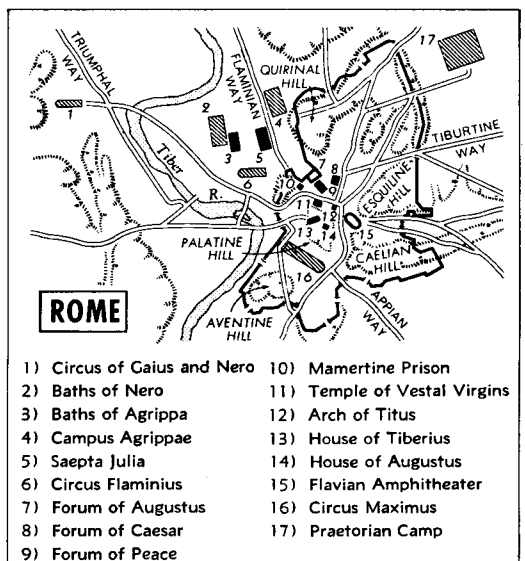 TRIUMPHAL
WAY
FLAMINIAN
WAY
QUIRINAL
HILL
17
1
2
3
4
5
Tiber
R.
6
7
8
9
10
11
12
13
14
15
16
TIBURTINE
WAY
ESQUILINE
HILL
PALATINE
HILL
CAELIAN
HILL
AVENTINE
HILL
APPIAN
WAY
ROME
1) Circus of Gaius and Nero
2) Baths of Nero
3) Baths of Agrippa
4) Campus Agrippae
5) Saepta Julia
6) Circus Flaminius
7) Forum of Augustus
8) Forum of Caesar
9) Forum of Peace
10) Mamertine Prison
11) Temple of Vestal Virgins
12) Arch of Titus
13) House of Tiberius
14) House of Augustus
15) Flavian Amphitheater
16) Circus Maximus
17) Praetorian Camp